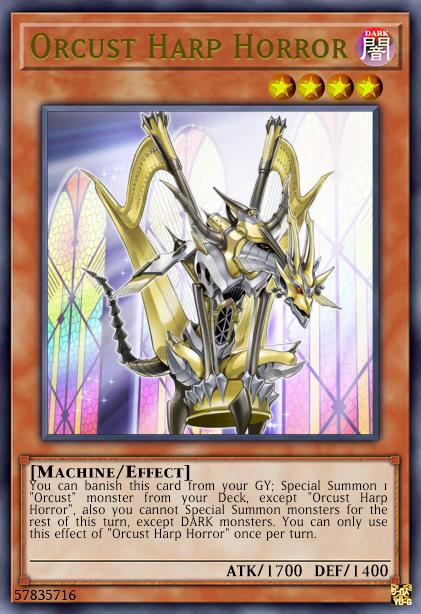 ORCUST HARP HORROR
DARK
闇
[MACHINE/EFFECT]
You can banish this card from your GY; Special Summon 1
"Orcust" monster from your Deck, except "Orcust Harp
Horror", also you cannot Special Summon monsters for the
rest of this turn, except DARK monsters. You can only use
this effect of "Orcust Harp Horror" once per turn.
ATK/1700 DEF/1400
57835716